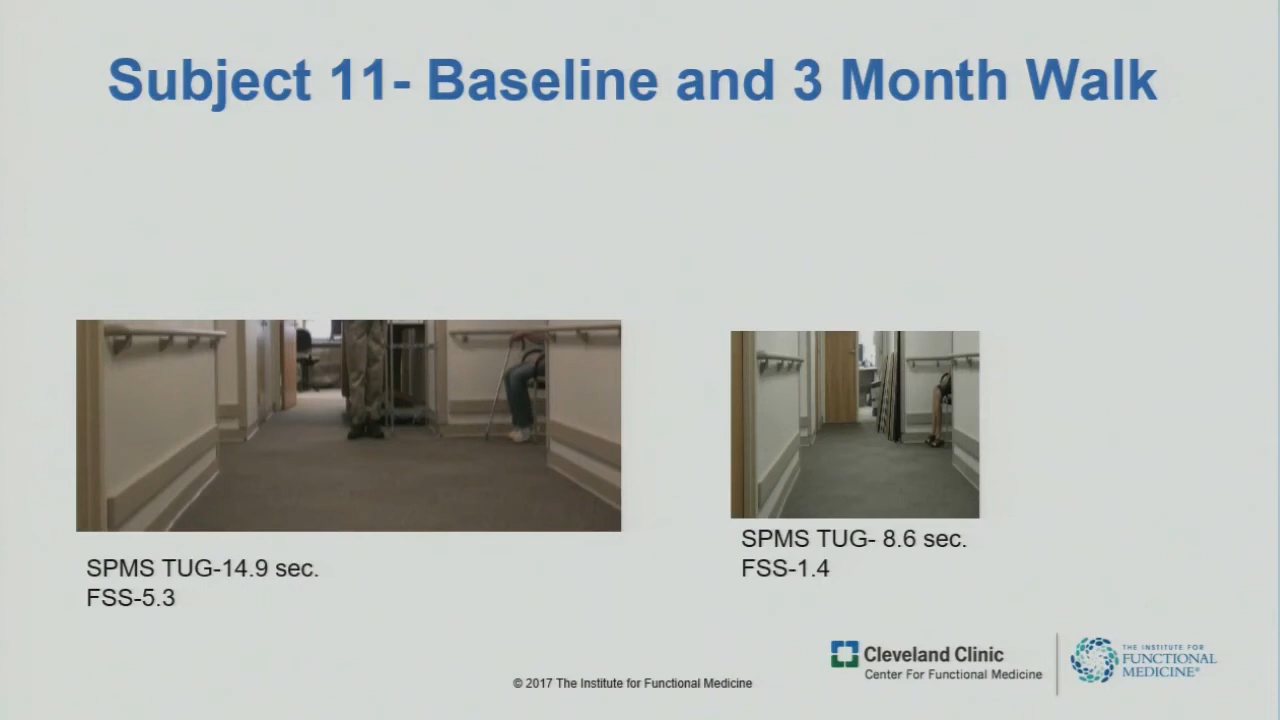 Subject 11- Baseline and 3 Month Walk
SPMS TUG-14.9 sec.
FSS-5.3
SPMS TUG- 8.6 sec.
FSS-1.4
© 2017 The Institute for Functional Medicine
Cleveland Clinic
Center For Functional Medicine
THE INSTITUTE FOR
FUNCTIONAL
MEDICINE®